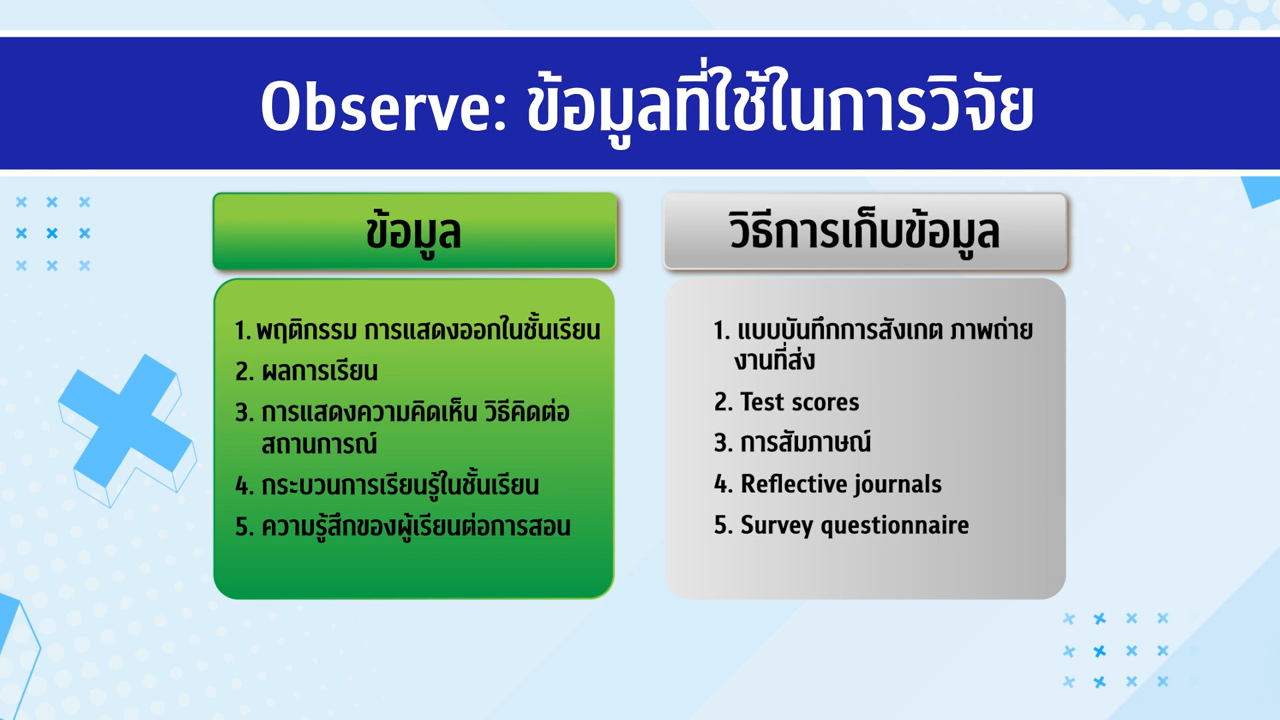 Observe: ข้อมูลที่ใช้ในการวิจัย
ข้อมูล
1. พฤติกรรม การแสดงออกในชั้นเรียน
2. ผลการเรียน
3. การแสดงความคิดเห็น วิธีคิดต่อ
สถานการณ์
4. กระบวนการเรียนรู้ในชั้นเรียน
5. ความรู้สึกของผู้เรียนต่อการสอน
วิธีการเก็บข้อมูล
1. แบบบันทึกการสังเกต ภาพถ่าย
งานที่ส่ง
2. Test scores
3. การสัมภาษณ์
4. Reflective journals
5. Survey questionnaire